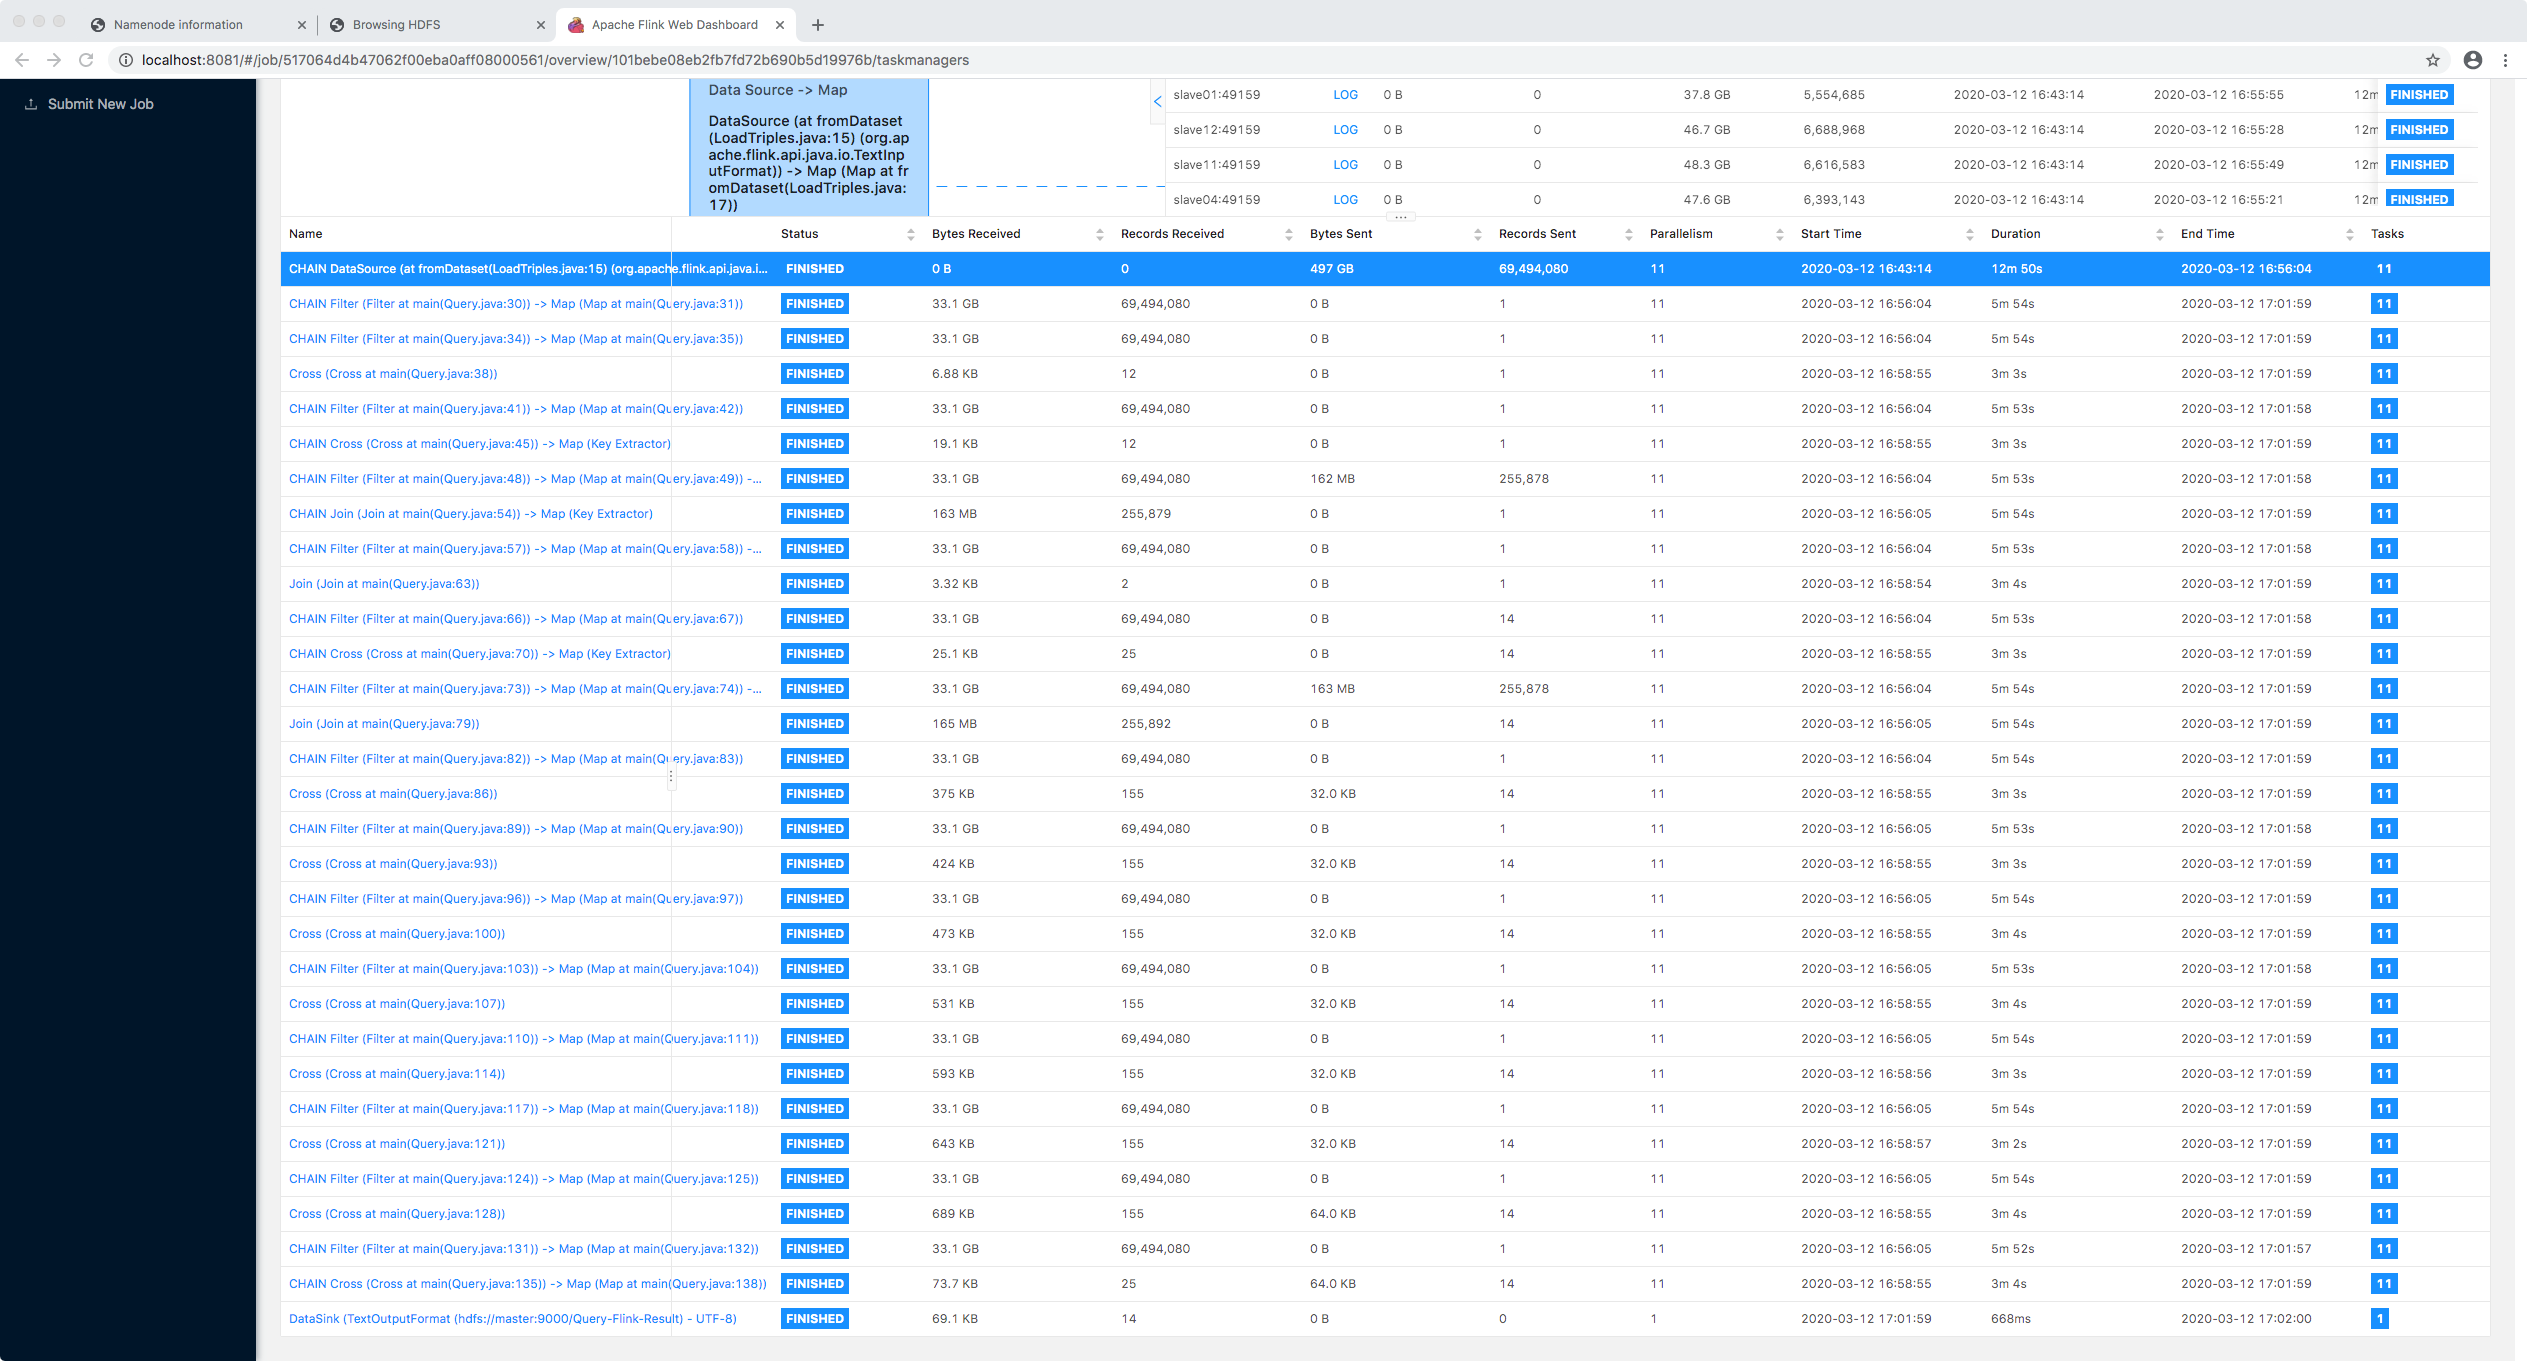 Namenode information
Browsing HDFS
Apache Flink Web Dashboard
localhost:8081/#/job/517064d4b47062f00eba0aff08000561/overview/101bebe08eb2fb7fd72b690b5d19976b/taskmanagers
Submit New Job
Data Source -> Map
DataSource (at fromDataset
(LoadTriples.java:15) (org.ap
ache.flink.api.java.io.TextInp
utFormat)) -> Map (Map at fr
omDataset(LoadTriples.java:
17))
slave01:49159 LOG 0 B 0 37.8 GB 5,554,685 2020-03-12 16:43:14 2020-03-12 16:55:55 12m FINISHED
slave12:49159 LOG 0 B 0 46.7 GB 6,688,968 2020-03-12 16:43:14 2020-03-12 16:55:28 12m FINISHED
slave11:49159 LOG 0 B 0 48.3 GB 6,616,583 2020-03-12 16:43:14 2020-03-12 16:55:49 12m FINISHED
slave04:49159 LOG 0 B 0 47.6 GB 6,393,143 2020-03-12 16:43:14 2020-03-12 16:55:21 12m FINISHED
Name Status Bytes Received Records Received Bytes Sent Records Sent Parallelism Start Time Duration End Time Tasks
CHAIN DataSource (at fromDataset(LoadTriples.java:15) (org.apache.flink.api.java.i... FINISHED 0 B 0 497 GB 69,494,080 11 2020-03-12 16:43:14 12m 50s 2020-03-12 16:56:04 11
CHAIN Filter (Filter at main(Query.java:30)) -> Map (Map at main(Query.java:31)) FINISHED 33.1 GB 69,494,080 0 B 1 11 2020-03-12 16:56:04 5m 54s 2020-03-12 17:01:59 11
CHAIN Filter (Filter at main(Query.java:34)) -> Map (Map at main(Query.java:35)) FINISHED 33.1 GB 69,494,080 0 B 1 11 2020-03-12 16:56:04 5m 54s 2020-03-12 17:01:59 11
Cross (Cross at main(Query.java:38)) FINISHED 6.88 KB 12 0 B 1 11 2020-03-12 16:58:55 3m 3s 2020-03-12 17:01:59 11
CHAIN Filter (Filter at main(Query.java:41)) -> Map (Map at main(Query.java:42)) FINISHED 33.1 GB 69,494,080 0 B 1 11 2020-03-12 16:56:04 5m 53s 2020-03-12 17:01:58 11
CHAIN Cross (Cross at main(Query.java:45)) -> Map (Key Extractor) FINISHED 19.1 KB 12 0 B 1 11 2020-03-12 16:58:55 3m 3s 2020-03-12 17:01:59 11
CHAIN Filter (Filter at main(Query.java:48)) -> Map (Map at main(Query.java:49)) -... FINISHED 33.1 GB 69,494,080 162 MB 255,878 11 2020-03-12 16:56:04 5m 53s 2020-03-12 17:01:58 11
CHAIN Join (Join at main(Query.java:54)) -> Map (Key Extractor) FINISHED 163 MB 255,879 0 B 1 11 2020-03-12 16:56:05 5m 54s 2020-03-12 17:01:59 11
CHAIN Filter (Filter at main(Query.java:57)) -> Map (Map at main(Query.java:58)) -... FINISHED 33.1 GB 69,494,080 0 B 1 11 2020-03-12 16:56:04 5m 53s 2020-03-12 17:01:58 11
Join (Join at main(Query.java:63)) FINISHED 3.32 KB 2 0 B 1 11 2020-03-12 16:58:54 3m 4s 2020-03-12 17:01:59 11
CHAIN Filter (Filter at main(Query.java:66)) -> Map (Map at main(Query.java:67)) FINISHED 33.1 GB 69,494,080 0 B 14 11 2020-03-12 16:56:04 5m 53s 2020-03-12 17:01:58 11
CHAIN Cross (Cross at main(Query.java:70)) -> Map (Key Extractor) FINISHED 25.1 KB 25 0 B 14 11 2020-03-12 16:58:55 3m 3s 2020-03-12 17:01:59 11
CHAIN Filter (Filter at main(Query.java:73)) -> Map (Map at main(Query.java:74)) -... FINISHED 33.1 GB 69,494,080 163 MB 255,878 11 2020-03-12 16:56:04 5m 54s 2020-03-12 17:01:59 11
Join (Join at main(Query.java:79)) FINISHED 165 MB 255,892 0 B 14 11 2020-03-12 16:56:05 5m 54s 2020-03-12 17:01:59 11
CHAIN Filter (Filter at main(Query.java:82)) -> Map (Map at main(Query.java:83)) FINISHED 33.1 GB 69,494,080 0 B 1 11 2020-03-12 16:56:04 5m 54s 2020-03-12 17:01:59 11
Cross (Cross at main(Query.java:86)) FINISHED 375 KB 155 32.0 KB 14 11 2020-03-12 16:58:55 3m 3s 2020-03-12 17:01:59 11
CHAIN Filter (Filter at main(Query.java:89)) -> Map (Map at main(Query.java:90)) FINISHED 33.1 GB 69,494,080 0 B 1 11 2020-03-12 16:56:05 5m 53s 2020-03-12 17:01:58 11
Cross (Cross at main(Query.java:93)) FINISHED 424 KB 155 32.0 KB 14 11 2020-03-12 16:58:55 3m 3s 2020-03-12 17:01:59 11
CHAIN Filter (Filter at main(Query.java:96)) -> Map (Map at main(Query.java:97)) FINISHED 33.1 GB 69,494,080 0 B 1 11 2020-03-12 16:56:05 5m 54s 2020-03-12 17:01:59 11
Cross (Cross at main(Query.java:100)) FINISHED 473 KB 155 32.0 KB 14 11 2020-03-12 16:58:55 3m 4s 2020-03-12 17:01:59 11
CHAIN Filter (Filter at main(Query.java:103)) -> Map (Map at main(Query.java:104)) FINISHED 33.1 GB 69,494,080 0 B 1 11 2020-03-12 16:56:05 5m 53s 2020-03-12 17:01:58 11
Cross (Cross at main(Query.java:107)) FINISHED 531 KB 155 32.0 KB 14 11 2020-03-12 16:58:55 3m 4s 2020-03-12 17:01:59 11
CHAIN Filter (Filter at main(Query.java:110)) -> Map (Map at main(Query.java:111)) FINISHED 33.1 GB 69,494,080 0 B 1 11 2020-03-12 16:56:05 5m 54s 2020-03-12 17:01:59 11
Cross (Cross at main(Query.java:114)) FINISHED 593 KB 155 32.0 KB 14 11 2020-03-12 16:58:56 3m 3s 2020-03-12 17:01:59 11
CHAIN Filter (Filter at main(Query.java:117)) -> Map (Map at main(Query.java:118)) FINISHED 33.1 GB 69,494,080 0 B 1 11 2020-03-12 16:56:05 5m 54s 2020-03-12 17:01:59 11
Cross (Cross at main(Query.java:121)) FINISHED 643 KB 155 32.0 KB 14 11 2020-03-12 16:58:57 3m 2s 2020-03-12 17:01:59 11
CHAIN Filter (Filter at main(Query.java:124)) -> Map (Map at main(Query.java:125)) FINISHED 33.1 GB 69,494,080 0 B 1 11 2020-03-12 16:56:05 5m 54s 2020-03-12 17:01:59 11
Cross (Cross at main(Query.java:128)) FINISHED 689 KB 155 64.0 KB 14 11 2020-03-12 16:58:55 3m 4s 2020-03-12 17:01:59 11
CHAIN Filter (Filter at main(Query.java:131)) -> Map (Map at main(Query.java:132)) FINISHED 33.1 GB 69,494,080 0 B 1 11 2020-03-12 16:56:05 5m 52s 2020-03-12 17:01:57 11
CHAIN Cross (Cross at main(Query.java:135)) -> Map (Map at main(Query.java:138)) FINISHED 73.7 KB 25 64.0 KB 14 11 2020-03-12 16:58:55 3m 4s 2020-03-12 17:01:59 11
DataSink (TextOutputFormat (hdfs://master:9000/Query-Flink-Result) - UTF-8) FINISHED 69.1 KB 14 0 B 0 1 2020-03-12 17:01:59 668ms 2020-03-12 17:02:00 1